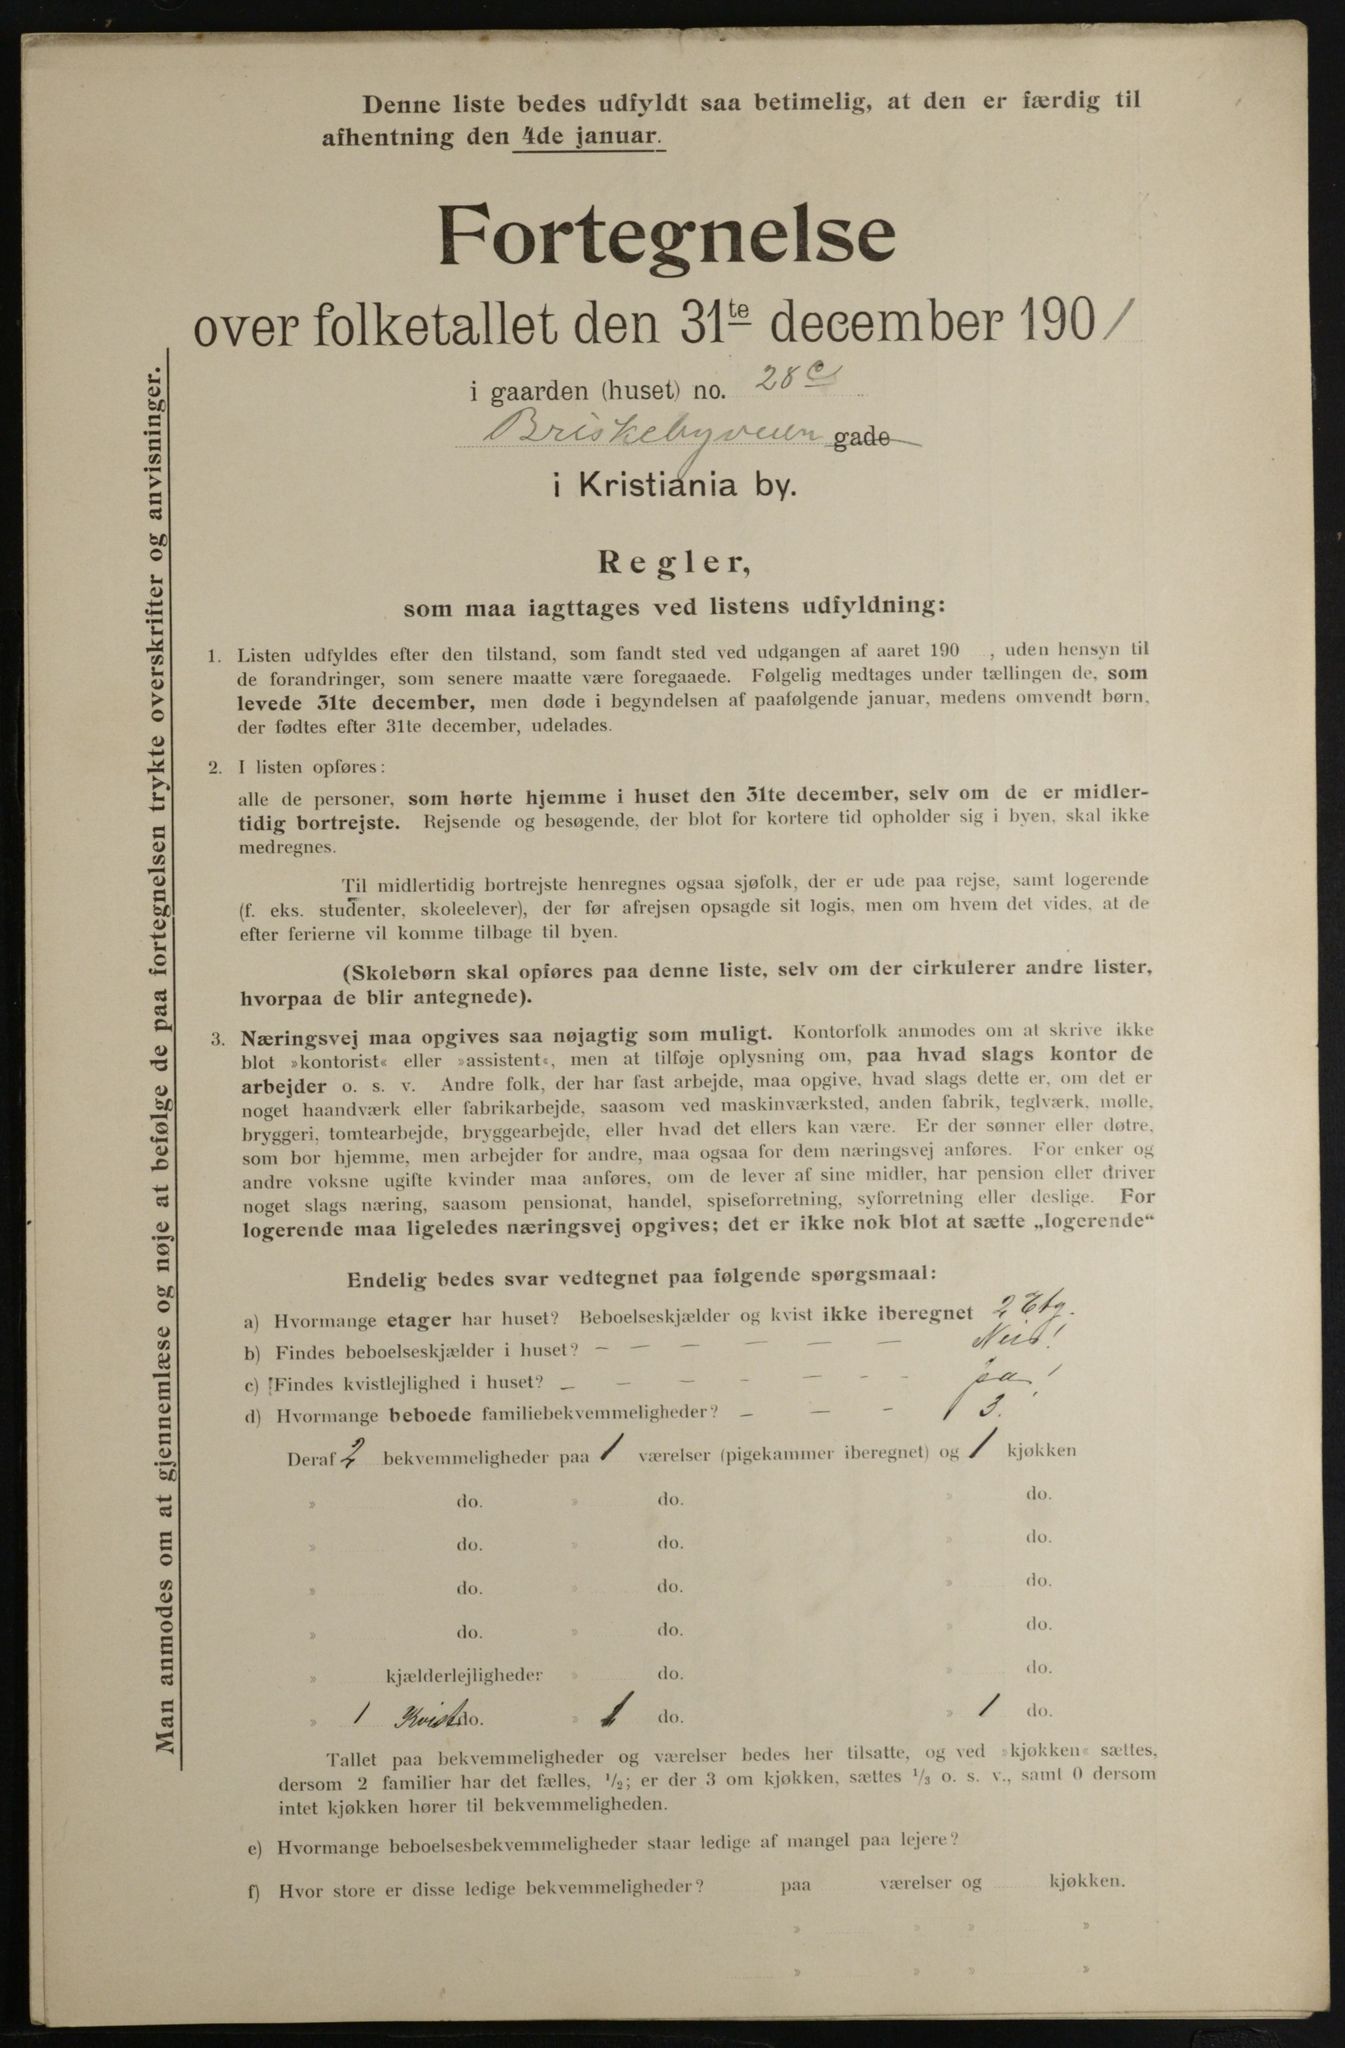 Denne liste bedes udfyldt saa betimelig, at den er færdig til
afhentning den 4de januar.
Fortegnelse
over folketallet den 31te december 1901
i gaarden (huset) no. 28c
Briskebyveien gade
i Kristiania by.
Regler,
som maa iagttages ved listens udfyldning:
1. Listen udfyldes efter den tilstand, som fandt sted ved udgangen af aaret 190 , uden hensyn til
de forandringer, som senere maatte være foregaaede. Følgelig medtages under tællingen de, som
levede 31te december, men døde i begyndelsen af paafølgende januar, medens omvendt børn,
der fødtes efter 31te december, udelades.
2. I listen opføres:
alle de personer, som hørte hjemme i huset den 31te december, selv om de er midler-
tidig bortrejste. Rejsende og besøgende, der blot for kortere tid opholder sig i byen, skal ikke
medregnes.
Til midlertidig bortrejste henregnes ogsaa sjøfolk, der er ude paa rejse, samt logerende
(f. eks. studenter, skoleelever), der før afrejsen opsagde sit logis, men om hvem det vides, at de
efter ferierne vil komme tilbage til byen.
(Skolebørn skal opføres paa denne liste, selv om der cirkulerer andre lister,
hvorpaa de blir antegnede).
3. Næringsvej maa opgives saa nøjagtig som muligt. Kontorfolk anmodes om at skrive ikke
blot »kontorist« eller »assistent«, men at tilføje oplysning om, paa hvad slags kontor de
arbejder o. s. v. Andre folk, der har fast arbejde, maa opgive, hvad slags dette er, om det er
noget haandværk eller fabrikarbejde, saasom ved maskinværksted, anden fabrik, teglværk, mølle,
bryggeri, tomtearbejde, bryggearbejde, eller hvad det ellers kan være. Er der sønner eller døtre,
som bor hjemme, men arbejder for andre, maa ogsaa for dem næringsvej anføres. For enker og
andre voksne ugifte kvinder maa anføres, om de lever af sine midler, har pension eller driver
noget slags næring, saasom pensionat, handel, spiseforretning, syforretning eller deslige. For
logerende maa ligeledes næringsvej opgives; det er ikke nok blot at sætte „logerende“
Endelig bedes svar vedtegnet paa følgende spørgsmaal:
a) Hvormange etager har huset? Beboelseskjælder og kvist ikke iberegnet 2 Etg.
b) Findes beboelseskjælder i huset? — — — — — — — Nei!
c) Findes kvistlejlighed i huset? — — — — — - - ja!
d) Hvormange beboede familiebekvemmeligheder? — — - 3.
Deraf 2 bekvemmeligheder paa 1 værelser (pigekammer iberegnet) og 1 kjøkken
» do. » do. » do.
» do. » do. » do.
» do. » do. » do.
» do. » do. » do.
» kjælderlejligheder » do. » do.
» 1 Kvist do. » 1 do. » 1 do.
Tallet paa bekvemmeligheder og værelser bedes her tilsatte, og ved »kjøkken« sættes,
dersom 2 familier har det fælles, 1/2; er der 3 om kjøkken, sættes 1/3 o. s. v., samt 0 dersom
intet kjøkken hører til bekvemmeligheden.
e) Hvormange beboelsesbekvemmeligheder staar ledige af mangel paa lejere?
f) Hvor store er disse ledige bekvemmeligheder? paa værelser og kjøkken.
» » » »
» » » »
Man anmodes om at gjennemlæse og nøje at befølge de paa fortegnelsen trykte overskrifter og anvisninger.